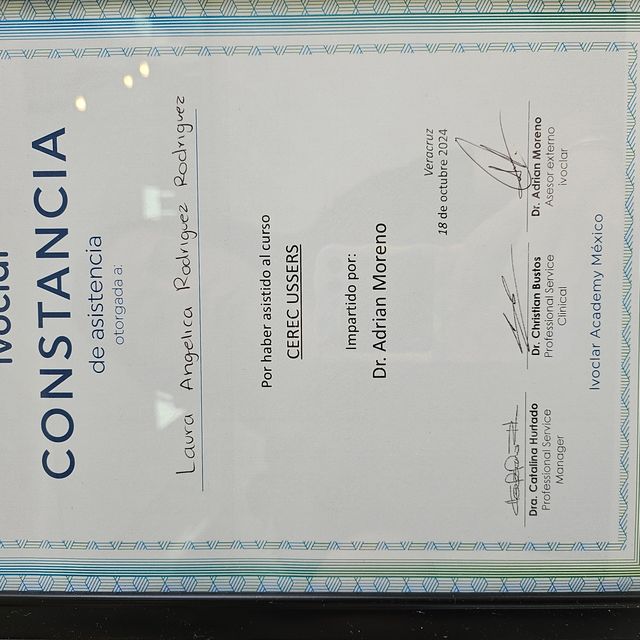 ivoclar
CONSTANCIA
de asistencia
otorgada a:
Laura Angelica Rodriguez Rodriguez
Por haber asistido al curso
CEREC USSERS
Impartido por:
Dr. Adrian Moreno
Veracruz
18 de octubre 2024
Dra. Catalina Hurtado
Professional Service
Manager
Dr. Christian Bustos
Professional Service
Clinical
Dr. Adrian Moreno
Asesor externo
ivoclar
Ivoclar Academy México